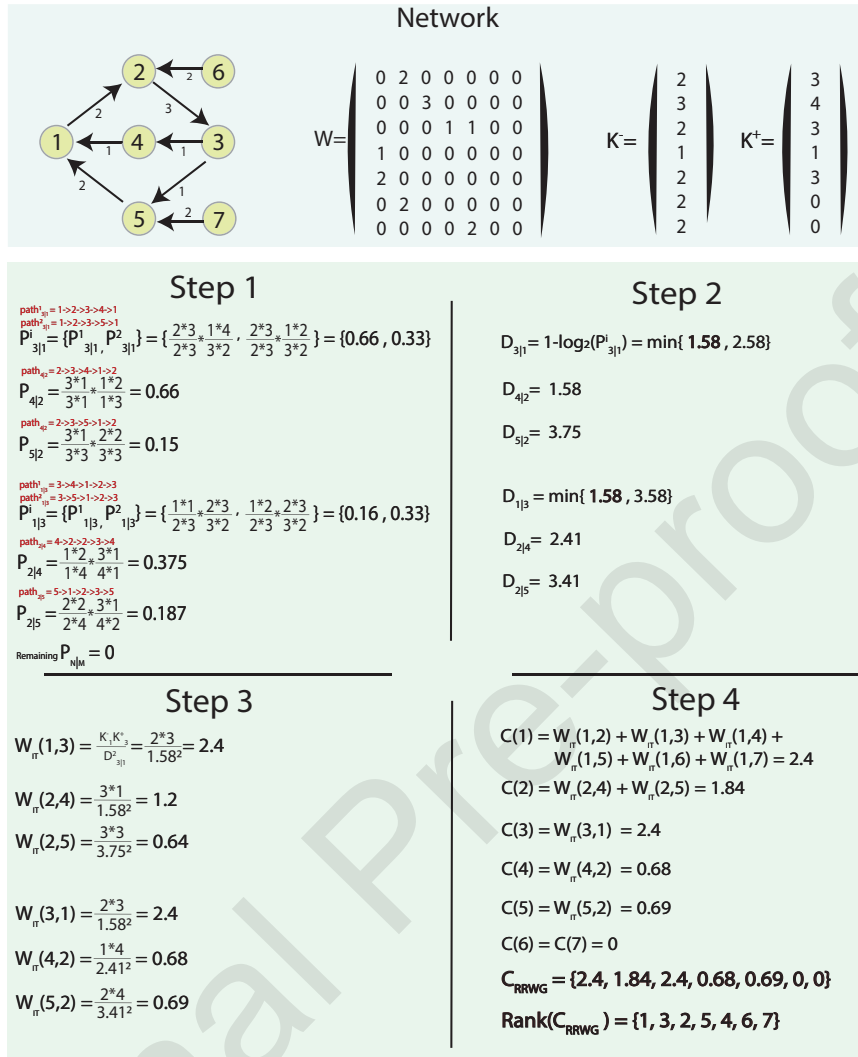 Network
2
6
1
4
3
5
7
2
2
3
1
1
2
1
2
W=
0 2 0 0 0 0 0
0 0 3 0 0 0 0
0 0 0 1 1 0 0
1 0 0 0 0 0 0
2 0 0 0 0 0 0
0 2 0 0 0 0 0
0 0 0 0 2 0 0
K⁻=
2
3
2
1
2
2
2
K⁺=
3
4
3
1
3
0
0
Step 1
path¹₃|₁ = 1->2->3->4->1
path²₃|₁ = 1->2->3->5->1
Pⁱ₃|₁ = {P¹₃|₁, P²₃|₁} = { 2*3/2*3 * 1*4/3*2 , 2*3/2*3 * 1*2/3*2 } = {0.66 , 0.33}
path₄|₂ = 2->3->4->1->2
P₄|₂ = 3*1/3*1 * 1*2/1*3 = 0.66
path₄|₂ = 2->3->5->1->2
P₅|₂ = 3*1/3*3 * 2*2/3*3 = 0.15
path¹₁|₃ = 3->4->1->2->3
path²₁|₃ = 3->5->1->2->3
Pⁱ₁|₃ = {P¹₁|₃, P²₁|₃} = { 1*1/2*3 * 2*3/3*2 , 1*2/2*3 * 2*3/3*2 } = {0.16 , 0.33}
path₂|₄ = 4->2->2->3->4
P₂|₄ = 1*2/1*4 * 3*1/4*1 = 0.375
path₂|₅ = 5->1->2->3->5
P₂|₅ = 2*2/2*4 * 3*1/4*2 = 0.187
Remaining P_N|M = 0
Step 2
D₃|₁= 1-log₂(Pⁱ₃|₁) = min{ 1.58 , 2.58}
D₄|₂= 1.58
D₅|₂= 3.75
D₁|₃ = min{ 1.58 , 3.58}
D₂|₄ = 2.41
D₂|₅ = 3.41
Step 3
W_IT(1,3) = K⁻₁K⁺₃/D²₃|₁ = 2*3/1.58² = 2.4
W_IT(2,4) = 3*1/1.58² = 1.2
W_IT(2,5) = 3*3/3.75² = 0.64
W_IT(3,1) = 2*3/1.58² = 2.4
W_IT(4,2) = 1*4/2.41² = 0.68
W_IT(5,2) = 2*4/3.41² = 0.69
Step 4
C(1) = W_IT(1,2) + W_IT(1,3) + W_IT(1,4) +
W_IT(1,5) + W_IT(1,6) + W_IT(1,7) = 2.4
C(2) = W_IT(2,4) + W_IT(2,5) = 1.84
C(3) = W_IT(3,1) = 2.4
C(4) = W_IT(4,2) = 0.68
C(5) = W_IT(5,2) = 0.69
C(6) = C(7) = 0
C_RRWG = {2.4, 1.84, 2.4, 0.68, 0.69, 0, 0}
Rank(C_RRWG) = {1, 3, 2, 5, 4, 6, 7}
nal Pre-proof